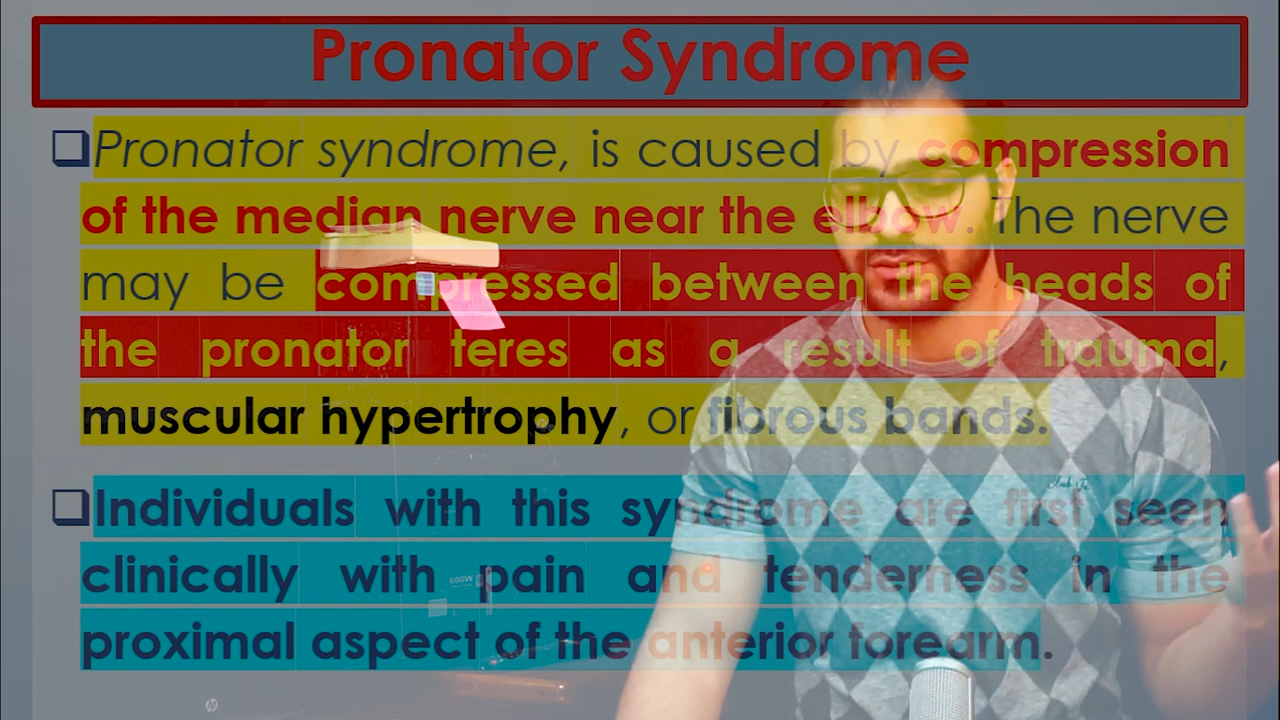 Pronator Syndrome
❑Pronator syndrome, is caused by compression
of the median nerve near the elbow. The nerve
may be compressed between the heads of
the pronator teres as a result of trauma,
muscular hypertrophy, or fibrous bands.
❑Individuals with this syndrome are first seen
clinically with pain and tenderness in the
proximal aspect of the anterior forearm.
600W
hp